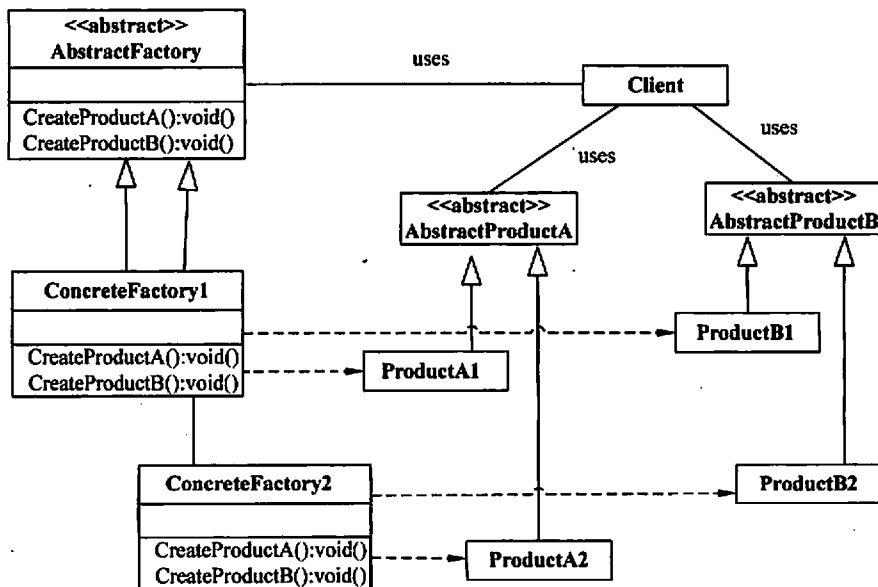 <<abstract>>
AbstractFactory
CreateProductA():void()
CreateProductB():void()
uses
Client
uses
uses
<<abstract>>
AbstractProductA
<<abstract>>
AbstractProductB
ConcreteFactory1
CreateProductA():void()
CreateProductB():void()
ProductB1
ProductA1
ConcreteFactory2
CreateProductA():void()
CreateProductB():void()
ProductB2
ProductA2